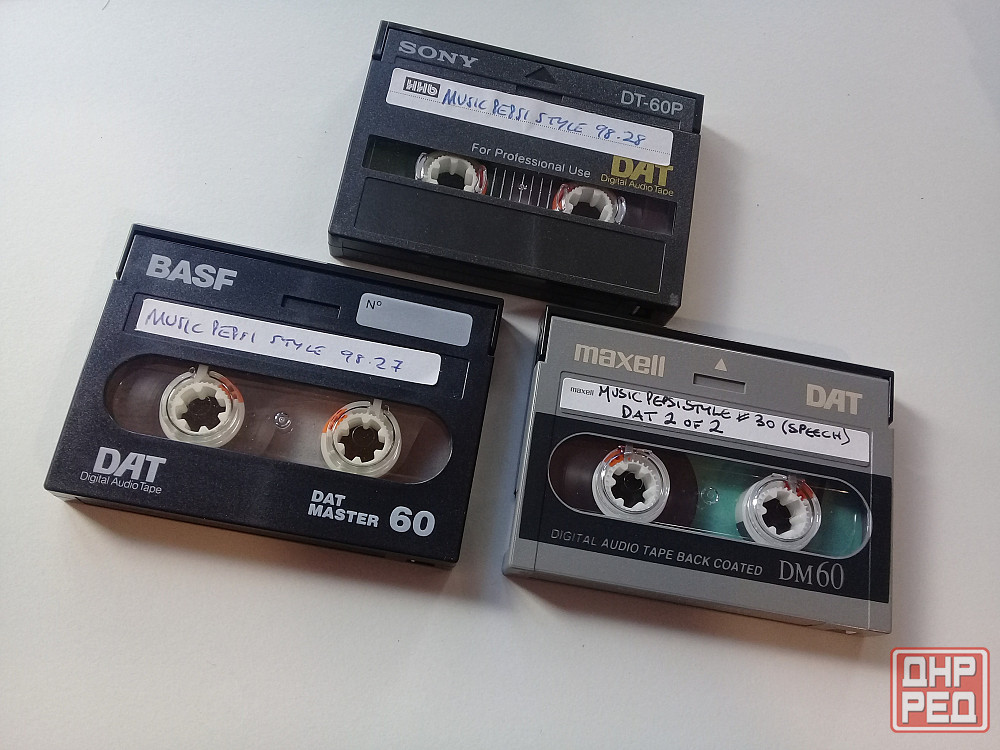 SONY
DT-60P
HHb
MUSIC PEPSI STYLE 98.28
For Professional Use
DAT
Digital Audio Tape
BASF
N°
MUSIC PEPSI STYLE 98.27
DAT
Digital Audio Tape
DAT
MASTER 60
maxell
DAT
maxell
MUSIC PEPSI STYLE # 30 (SPEECH)
DAT 2 OF 2
DIGITAL AUDIO TAPE BACK COATED DM60
ДНР
РЕД